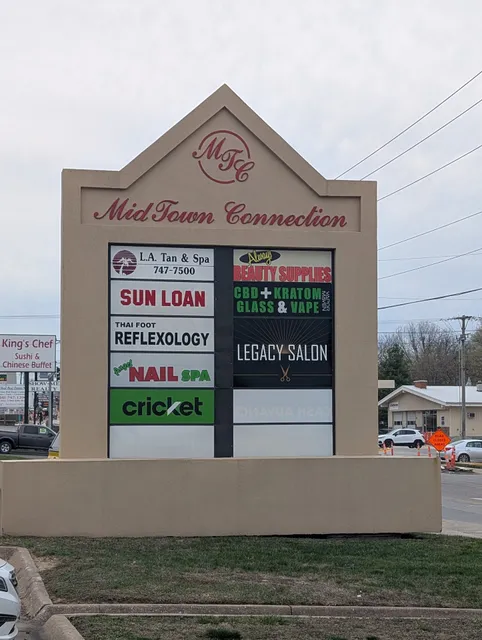 MTC
MidTown Connection
L.A. Tan & Spa
747-7500
SUN LOAN
THAI FOOT
REFLEXOLOGY
NAIL SPA
cricket
Always
BEAUTY SUPPLIES
CBD + KRATOM
GLASS & VAPE
LEGACY SALON
King's Chef
Sushi &
Chinese Buffet